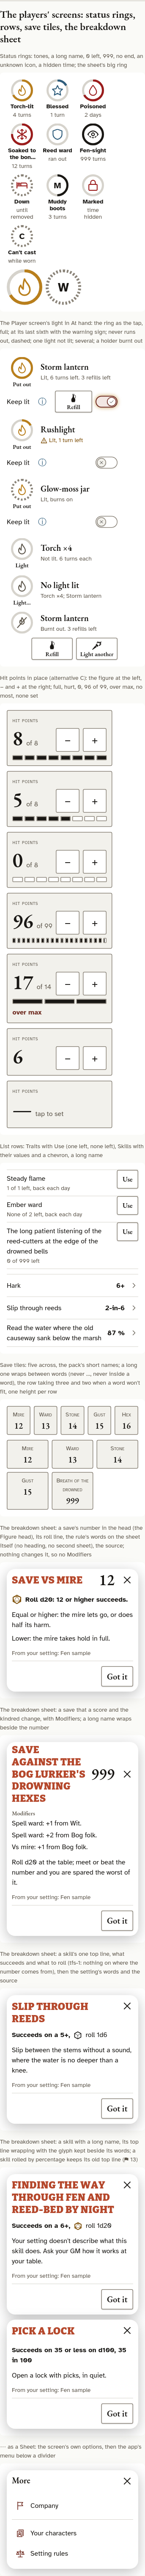 The players' screens: status rings,
rows, save tiles, the breakdown
sheet
Status rings: tones, a long name, 0 left, 999, no end, an
unknown icon, a hidden time; the sheet's big ring
Torch-lit
4 turns
Blessed
1 turn
Poisoned
2 days
Soaked to
the bon…
12 turns
Reed ward
ran out
Fen-sight
999 turns
Down
until
removed
M
Muddy
boots
3 turns
Marked
time
hidden
C
Can't cast
while worn
W
The Player screen's light in At hand: the ring as the tap,
full; at its last sixth with the warning sign; never runs
out, dashed; one light not lit; several; a holder burnt out
Storm lantern
Lit, 6 turns left. 3 refills left
Put out
Keep lit
Refill
Rushlight
Lit, 1 turn left
Put out
Keep lit
Glow-moss jar
Lit, burns on
Put out
Keep lit
Torch ×4
Not lit. 6 turns each
Light
No light lit
Torch ×4, Storm lantern
Light…
Storm lantern
Burnt out. 3 refills left
Refill
Light another
Hit points in place (alternative C): the figure at the left,
− and + at the right; full, hurt, 0, 96 of 99, over max, no
most, none set
HIT POINTS
8 of 8
−
+
HIT POINTS
5 of 8
−
+
HIT POINTS
0 of 8
−
+
HIT POINTS
96 of 99
−
+
HIT POINTS
17 of 14
−
+
over max
HIT POINTS
6
−
+
HIT POINTS
— tap to set
List rows: Traits with Use (one left, none left), Skills with
their values and a chevron, a long name
Steady flame
1 of 1 left, back each day
Use
Ember ward
None of 2 left, back each day
Use
The long patient listening of the
reed-cutters at the edge of the
drowned bells
0 of 999 left
Use
Hark
6+
Slip through reeds
2-in-6
Read the water where the old
causeway sank below the marsh
87 %
Save tiles: five across, the pack's short names; a long
one wraps between words (never …, never inside a
word), the row taking three and two when a word won't
fit, one height per row
Mire
12
Ward
13
Stone
14
Gust
15
Hex
16
Mire
12
Ward
13
Stone
14
Gust
15
Breath of the
drowned
999
The breakdown sheet: a save's number in the head (the
Figure head), its roll line, the rule's words on the sheet
itself (no heading, no second sheet), the source;
nothing changes it, so no Modifiers
SAVE VS MIRE
12
Roll d20: 12 or higher succeeds.
Equal or higher: the mire lets go, or does
half its harm.
Lower: the mire takes hold in full.
From your setting: Fen sample
Got it
The breakdown sheet: a save that a score and the
kindred change, with Modifiers; a long name wraps
beside the number
SAVE
AGAINST THE
BOG LURKER'S
DROWNING
HEXES
999
Modifiers
Spell ward: +1 from Wit.
Spell ward: +2 from Bog folk.
Vs mire: +1 from Bog folk.
Roll d20 at the table; meet or beat the
number and you are spared the worst of
it.
From your setting: Fen sample
Got it
The breakdown sheet: a skill's one top line, what
succeeds and what to roll (ths-1: nothing on where the
number comes from), then the setting's words and the
source
SLIP THROUGH
REEDS
Succeeds on a 5+,
roll 1d6
Slip between the stems without a sound,
where the water is no deeper than a
knee.
From your setting: Fen sample
Got it
The breakdown sheet: a skill with a long name, its top
line wrapping with the glyph kept beside its words; a
FINDING THE WAY
THROUGH FEN AND
REED-BED BY NIGHT
Succeeds on a 6+,
roll 1d20
Your setting doesn't describe what this
skill does. Ask your GM how it works at
your table.
From your setting: Fen sample
Got it
PICK A LOCK
Succeeds on 35 or less on d100, 35
in 100
Open a lock with picks, in quiet.
From your setting: Fen sample
Got it
as a Sheet: the screen's own options, then the app's
menu below a divider
More
Company
Your characters
Setting rules